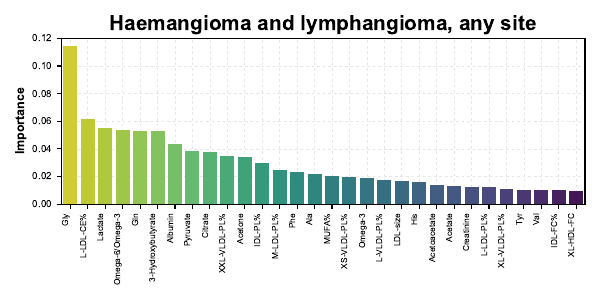 Haemangioma and lymphangioma, any site
Importance
0.12
0.10
0.08
0.06
0.04
0.02
0.00
Gly
L-LDL-CE%
Lactate
Omega-6/Omega-3
Gln
3-Hydroxybutyrate
Albumin
Pyruvate
Citrate
XXL-VLDL-PL%
Acetone
IDL-PL%
M-LDL-PL%
Phe
Ala
MUFA%
XS-VLDL-PL%
Omega-3
L-VLDL-PL%
LDL-size
His
Acetoacetate
Acetate
Creatinine
L-LDL-PL%
XL-VLDL-PL%
Tyr
Val
IDL-FC%
XL-HDL-FC